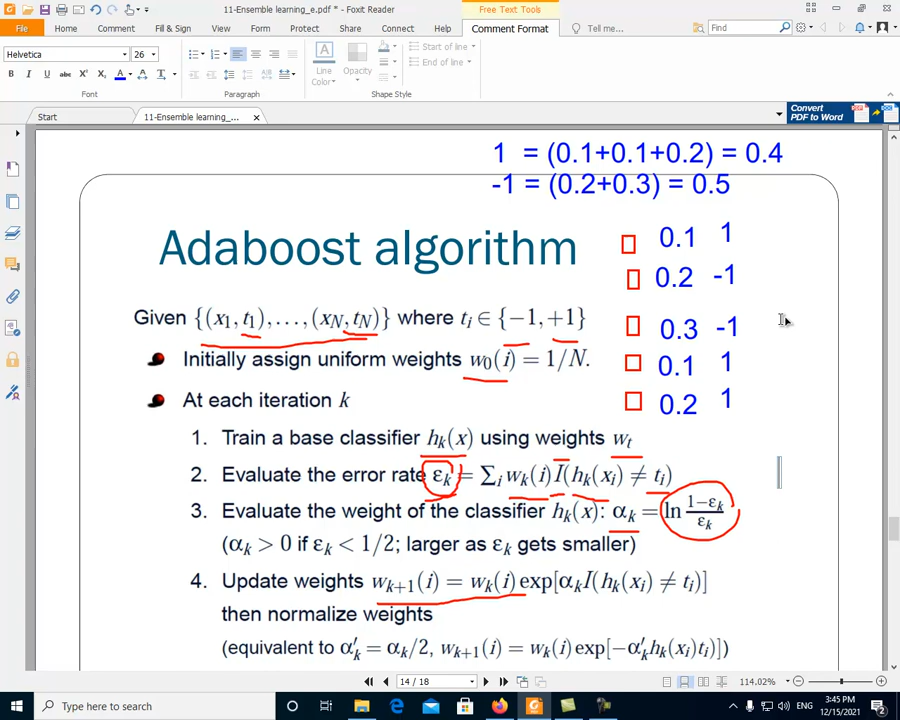 11-Ensemble learning_e.pdf * - Foxit Reader
Free Text Tools
File Home Comment View Form Protect Share Connect Help Comment Format Tell me... Find
Helvetica 26
Start of line
End of line
Line Color Opacity
B I U abc X² X₂ A A T
Font Paragraph Shape Style
Start 11-Ensemble learning_...
Convert PDF to Word
1 = (0.1+0.1+0.2) = 0.4
-1 = (0.2+0.3) = 0.5
Adaboost algorithm
0.1 1
0.2 -1
0.3 -1
0.1 1
0.2 1
Given {(x₁, t₁), . . . , (x_N, t_N)} where tᵢ ∈ {−1, +1}
Initially assign uniform weights w₀(i) = 1/N.
At each iteration k
1. Train a base classifier hₖ(x) using weights wₜ
2. Evaluate the error rate εₖ = ∑ᵢ wₖ(i) I(hₖ(xᵢ) ≠ tᵢ)
3. Evaluate the weight of the classifier hₖ(x): αₖ = ln (1−εₖ)/εₖ
(αₖ > 0 if εₖ < 1/2; larger as εₖ gets smaller)
4. Update weights wₖ₊₁(i) = wₖ(i) exp[αₖI(hₖ(xᵢ) ≠ tᵢ)]
then normalize weights
(equivalent to α′ₖ = αₖ/2, wₖ₊₁(i) = wₖ(i)exp[−α′ₖhₖ(xᵢ)tᵢ])
14 / 18 114.02%
Type here to search
ENG
3:45 PM
12/15/2021
2